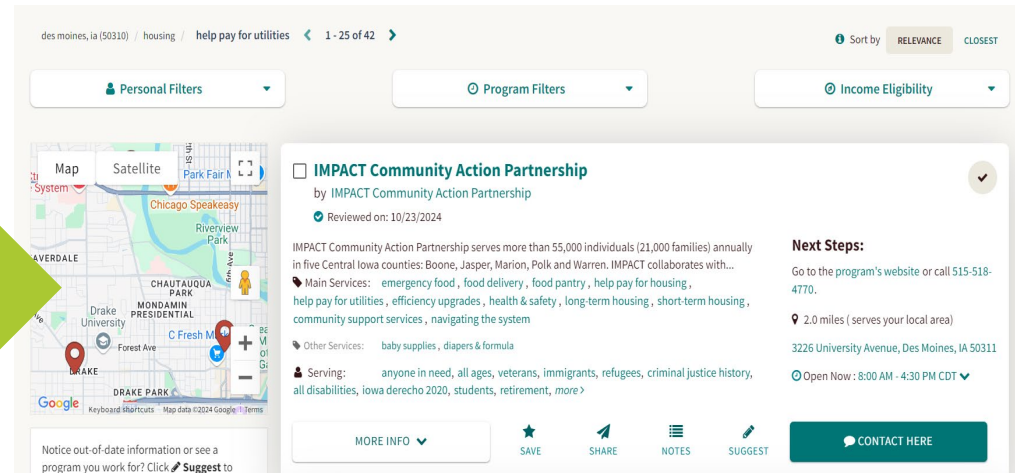 des moines, ia (50310) / housing / help pay for utilities 1 - 25 of 42
Sort by RELEVANCE CLOSEST
Personal Filters
Program Filters
Income Eligibility
Map Satellite
Park Fair
System
Chicago Speakeasy
Riverview
Park
AVERDALE
6th Ave
CHAUTAUQUA
PARK
MONDAMIN
PRESIDENTIAL
Drake
University
C Fresh
Forest Ave
DRAKE
DRAKE PARK
Google Keyboard shortcuts Map data ©2024 Google Terms
Notice out-of-date information or see a
program you work for? Click Suggest to
IMPACT Community Action Partnership
by IMPACT Community Action Partnership
Reviewed on: 10/23/2024
IMPACT Community Action Partnership serves more than 55,000 individuals (21,000 families) annually
in five Central Iowa counties: Boone, Jasper, Marion, Polk and Warren. IMPACT collaborates with...
Main Services: emergency food , food delivery , food pantry , help pay for housing ,
help pay for utilities , efficiency upgrades , health & safety , long-term housing , short-term housing ,
community support services , navigating the system
Other Services: baby supplies , diapers & formula
Serving: anyone in need, all ages, veterans, immigrants, refugees, criminal justice history,
all disabilities, iowa derecho 2020, students, retirement, more >
MORE INFO
SAVE
SHARE
NOTES
SUGGEST
Next Steps:
Go to the program's website or call 515-518-
4770.
2.0 miles ( serves your local area)
3226 University Avenue, Des Moines, IA 50311
Open Now : 8:00 AM - 4:30 PM CDT
CONTACT HERE